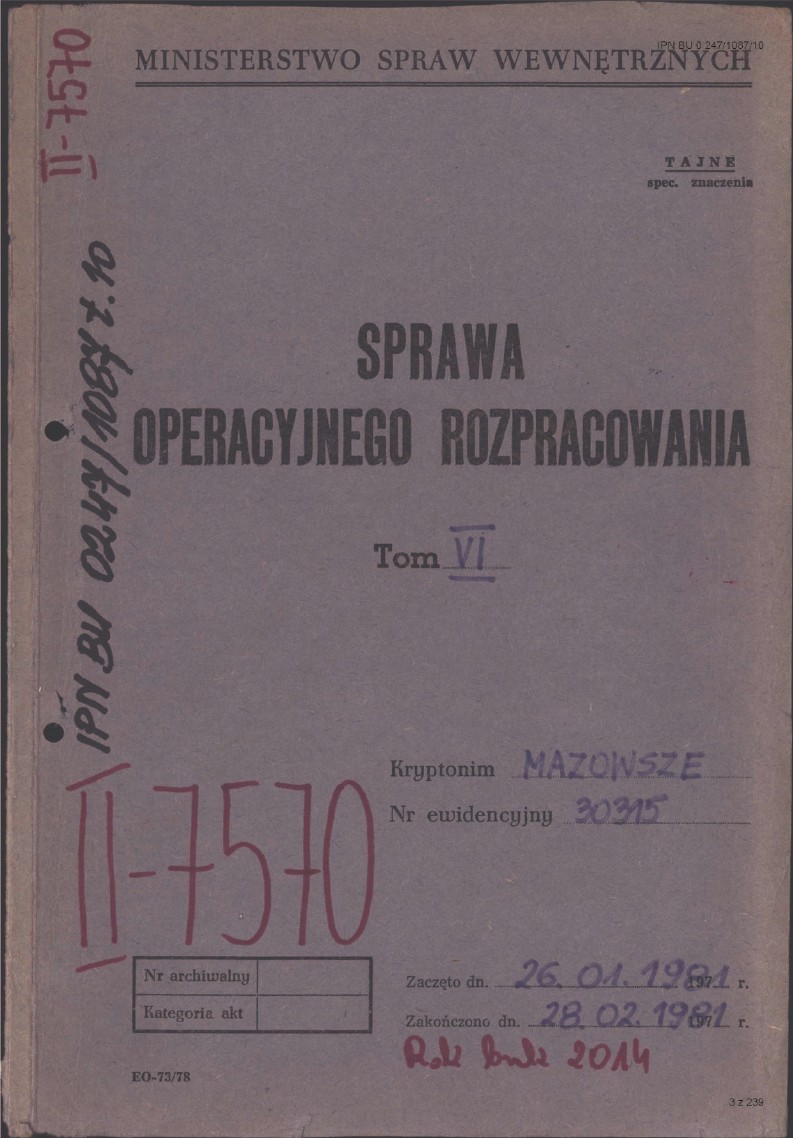 IPN BU 0 247/1087/10
MINISTERSTWO SPRAW WEWNĘTRZNYCH
II-7570
TAJNE
spec. znaczenia
IPN BU 0247/1087 t. 10
SPRAWA
OPERACYJNEGO ROZPRACOWANIA
Tom VI
Kryptonim MAZOWSZE
Nr ewidencyjny 30315
II-7570
Nr archiwalny
Kategoria akt
Zaczęto dn. 26. 01. 1981 r.
Zakończono dn. 28. 02. 1981 r.
2014
EO-73/78
3 z 239